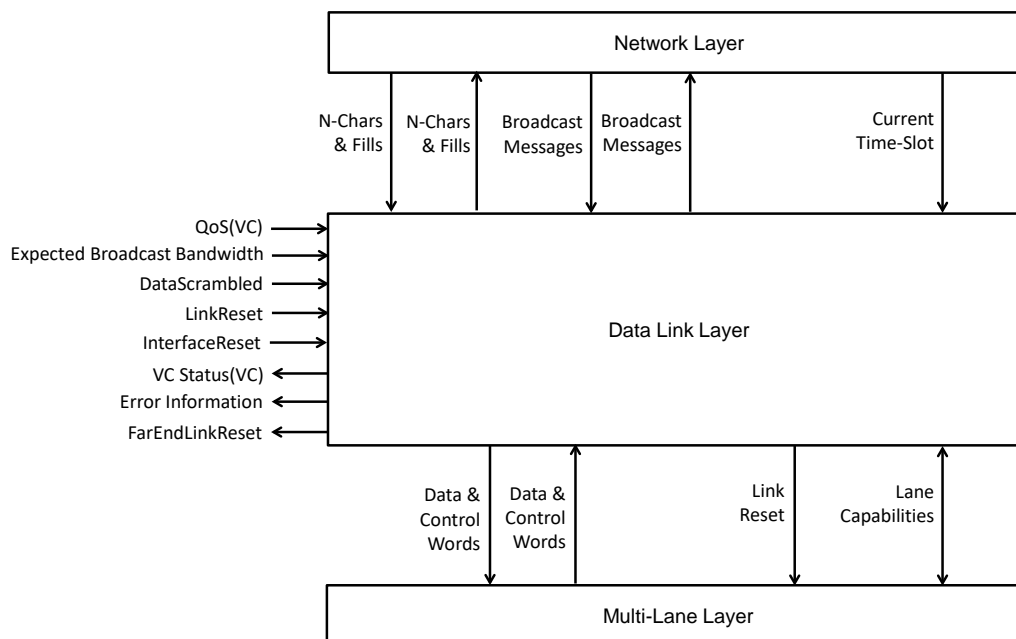 Network Layer
N-Chars
& Fills
N-Chars
& Fills
Broadcast
Messages
Broadcast
Messages
Current
Time-Slot
QoS(VC)
Expected Broadcast Bandwidth
DataScrambled
LinkReset
InterfaceReset
VC Status(VC)
Error Information
FarEndLinkReset
Data Link Layer
Data &
Control
Words
Data &
Control
Words
Link
Reset
Lane
Capabilities
Multi-Lane Layer